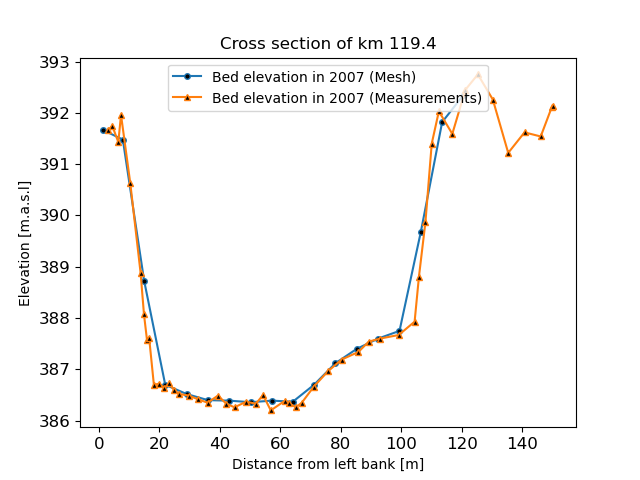 Cross section of km 119.4
Bed elevation in 2007 (Mesh)
Bed elevation in 2007 (Measurements)
393
392
391
390
389
388
387
386
Elevation [m.a.s.l]
0 20 40 60 80 100 120 140
Distance from left bank [m]